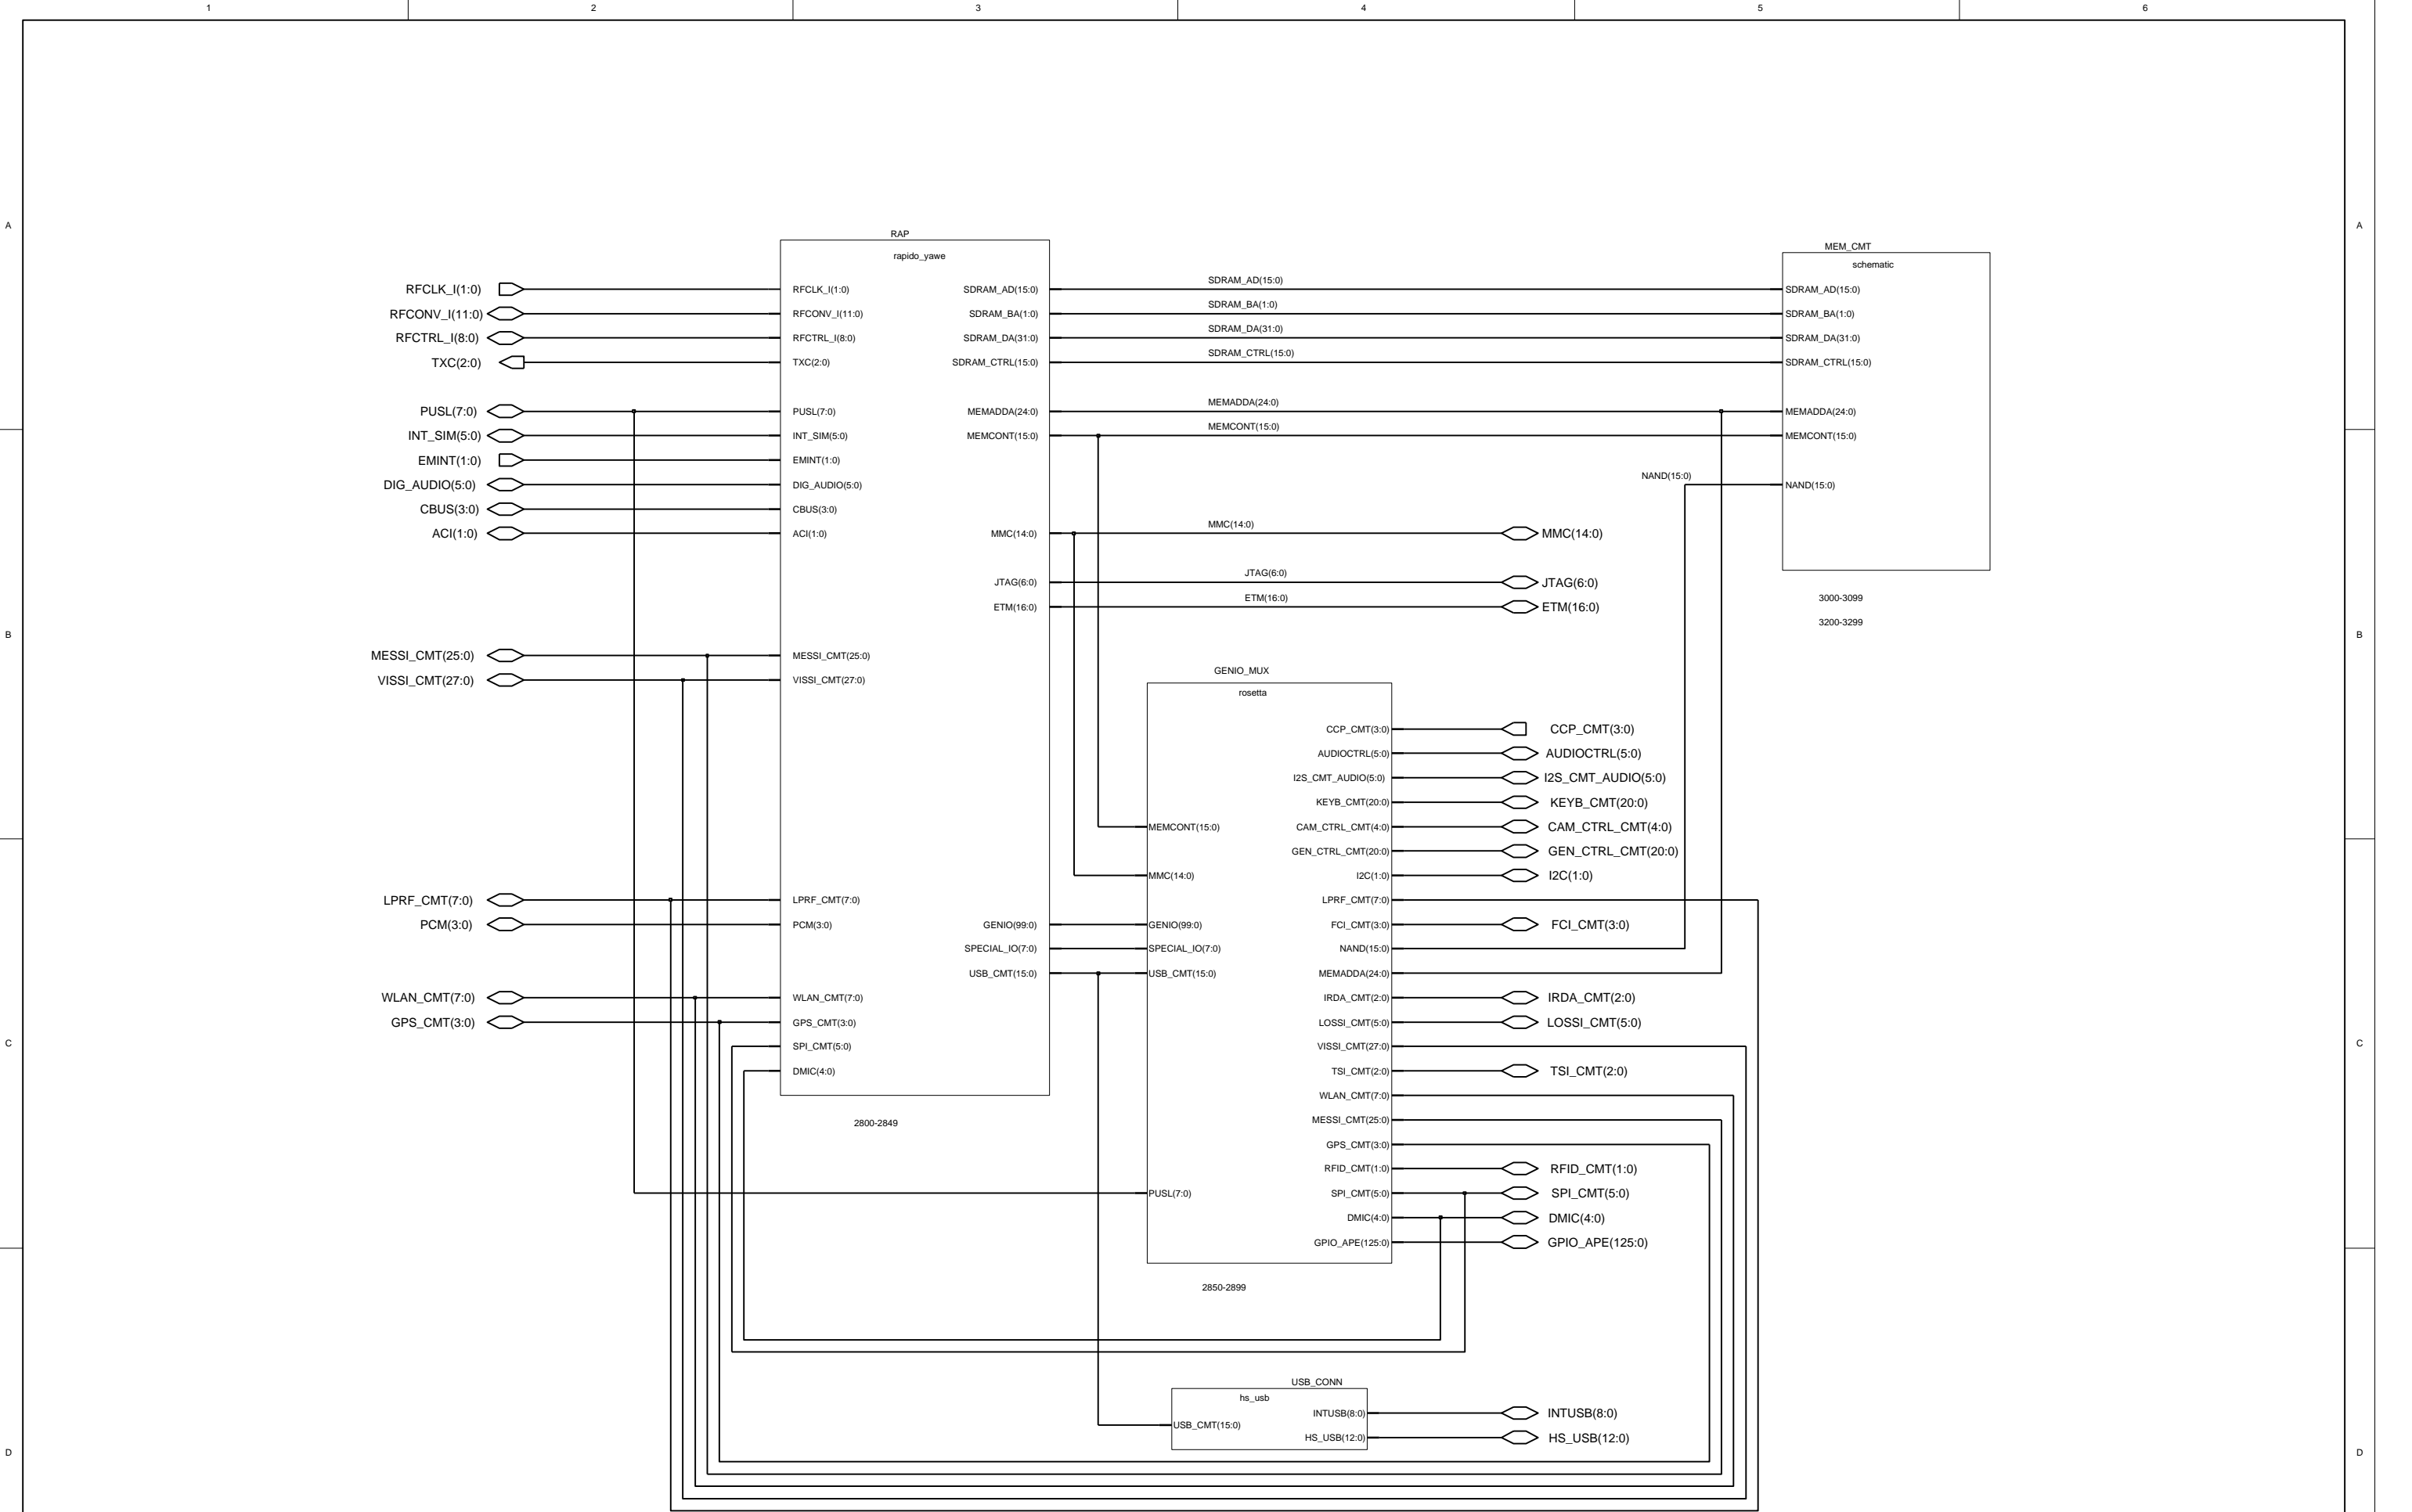 1 2 3 4 5 6
A A
RAP
rapido_yawe
MEM_CMT
schematic
RFCLK_I(1:0) RFCLK_I(1:0) SDRAM_AD(15:0) SDRAM_AD(15:0) SDRAM_AD(15:0)
RFCONV_I(11:0) RFCONV_I(11:0) SDRAM_BA(1:0) SDRAM_BA(1:0) SDRAM_BA(1:0)
RFCTRL_I(8:0) RFCTRL_I(8:0) SDRAM_DA(31:0) SDRAM_DA(31:0) SDRAM_DA(31:0)
TXC(2:0) TXC(2:0) SDRAM_CTRL(15:0) SDRAM_CTRL(15:0) SDRAM_CTRL(15:0)
PUSL(7:0) PUSL(7:0) MEMADDA(24:0) MEMADDA(24:0) MEMADDA(24:0)
INT_SIM(5:0) INT_SIM(5:0) MEMCONT(15:0) MEMCONT(15:0) MEMCONT(15:0)
EMINT(1:0) EMINT(1:0)
DIG_AUDIO(5:0) DIG_AUDIO(5:0) NAND(15:0) NAND(15:0)
CBUS(3:0) CBUS(3:0)
ACI(1:0) ACI(1:0) MMC(14:0) MMC(14:0) MMC(14:0)
JTAG(6:0) JTAG(6:0) JTAG(6:0)
ETM(16:0) ETM(16:0) ETM(16:0)
3000-3099
3200-3299
B B
MESSI_CMT(25:0) MESSI_CMT(25:0)
VISSI_CMT(27:0) VISSI_CMT(27:0)
GENIO_MUX
rosetta
CCP_CMT(3:0) CCP_CMT(3:0)
AUDIOCTRL(5:0) AUDIOCTRL(5:0)
I2S_CMT_AUDIO(5:0) I2S_CMT_AUDIO(5:0)
KEYB_CMT(20:0) KEYB_CMT(20:0)
MEMCONT(15:0) CAM_CTRL_CMT(4:0) CAM_CTRL_CMT(4:0)
GEN_CTRL_CMT(20:0) GEN_CTRL_CMT(20:0)
MMC(14:0) I2C(1:0) I2C(1:0)
LPRF_CMT(7:0) LPRF_CMT(7:0) LPRF_CMT(7:0)
PCM(3:0) PCM(3:0) GENIO(99:0) GENIO(99:0) FCI_CMT(3:0) FCI_CMT(3:0)
SPECIAL_IO(7:0) SPECIAL_IO(7:0) NAND(15:0)
USB_CMT(15:0) USB_CMT(15:0) MEMADDA(24:0)
WLAN_CMT(7:0) WLAN_CMT(7:0) IRDA_CMT(2:0) IRDA_CMT(2:0)
GPS_CMT(3:0) GPS_CMT(3:0) LOSSI_CMT(5:0) LOSSI_CMT(5:0)
C SPI_CMT(5:0) VISSI_CMT(27:0) C
DMIC(4:0) TSI_CMT(2:0) TSI_CMT(2:0)
WLAN_CMT(7:0)
2800-2849 MESSI_CMT(25:0)
GPS_CMT(3:0)
RFID_CMT(1:0) RFID_CMT(1:0)
PUSL(7:0) SPI_CMT(5:0) SPI_CMT(5:0)
DMIC(4:0) DMIC(4:0)
GPIO_APE(125:0) GPIO_APE(125:0)
2850-2899
USB_CONN
hs_usb
INTUSB(8:0) INTUSB(8:0)
USB_CMT(15:0)
HS_USB(12:0) HS_USB(12:0)
D D